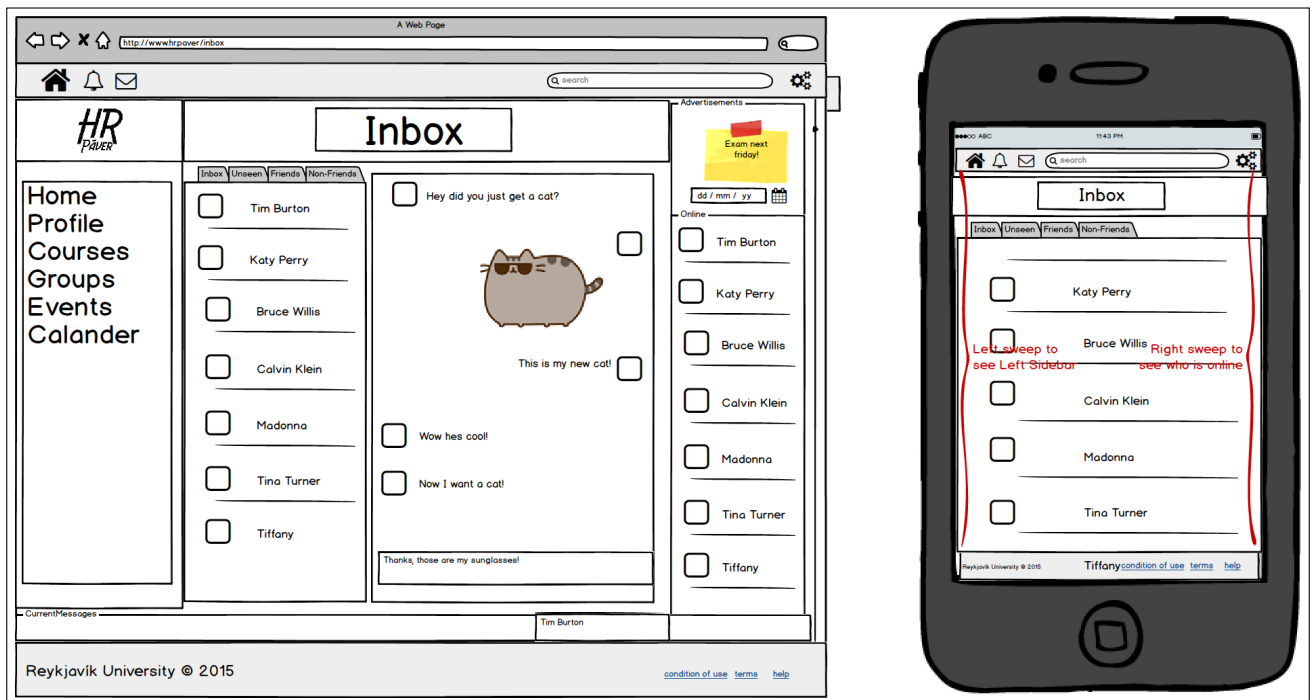 A Web Page
http://www.hrpaver/inbox
search
HR
PÁVER
Inbox
Advertisements
Exam next
friday!
dd / mm / yy
Home
Profile
Courses
Groups
Events
Calander
Inbox Unseen Friends Non-Friends
Tim Burton
Katy Perry
Bruce Willis
Calvin Klein
Madonna
Tina Turner
Tiffany
Hey did you just get a cat?
This is my new cat!
Wow hes cool!
Now I want a cat!
Thanks, those are my sunglasses!
Online
Tim Burton
Katy Perry
Bruce Willis
Calvin Klein
Madonna
Tina Turner
Tiffany
CurrentMessages
Tim Burton
Reykjavík University © 2015
condition of use terms help
ABC 11:43 PM
search
Inbox
Inbox Unseen Friends Non-Friends
Katy Perry
Bruce Willis
Left sweep to
see Left Sidebar
Right sweep to
see who is online
Calvin Klein
Madonna
Tina Turner
Reykjavík University © 2015 Tiffany condition of use terms help